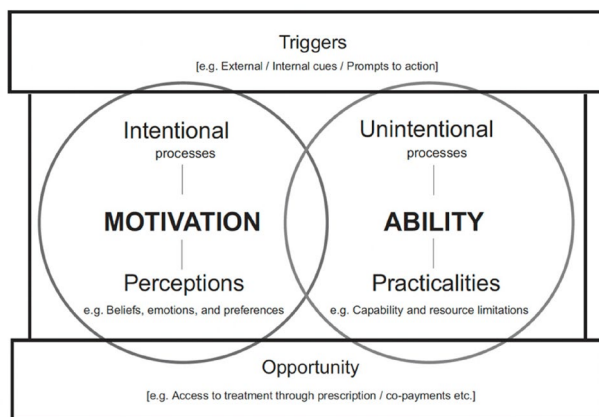 Triggers
[e.g. External / Internal cues / Prompts to action]
Intentional
processes
MOTIVATION
Perceptions
e.g. Beliefs, emotions, and preferences
Unintentional
processes
ABILITY
Practicalities
e.g. Capability and resource limitations
Opportunity
[e.g. Access to treatment through prescription / co-payments etc.]